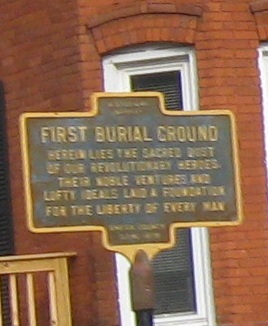 FIRST BURIAL GROUND
HEREIN LIES THE SACRED DUST
OF OUR REVOLUTIONARY HEROES.
THEIR NOBLE VENTURES AND
LOFTY IDEALS LAID A FOUNDATION
FOR THE LIBERTY OF EVERY MAN
COUNTY